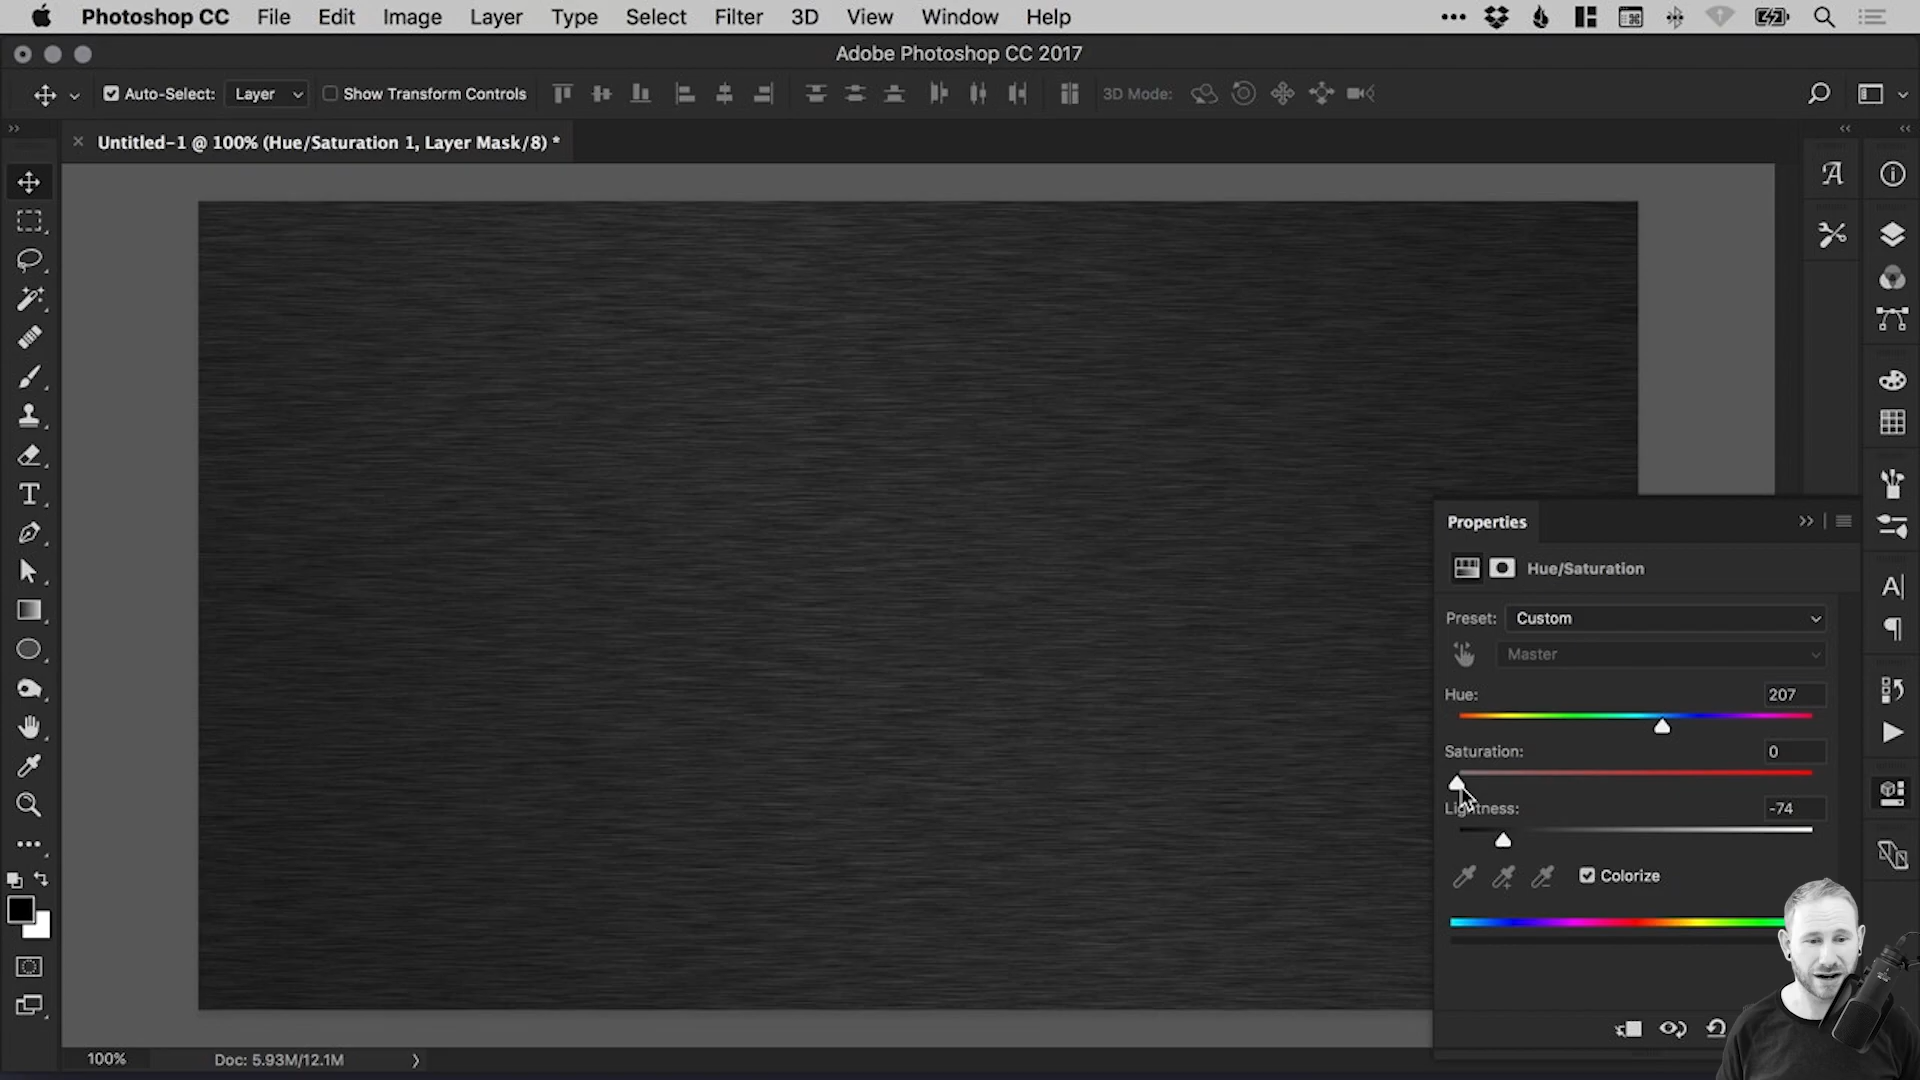 Photoshop CC File Edit Image Layer Type Select Filter 3D View Window Help
Adobe Photoshop CC 2017
Auto-Select: Layer Show Transform Controls 3D Mode:
Untitled-1 @ 100% (Hue/Saturation 1, Layer Mask/8) *
Properties
Hue/Saturation
Preset: Custom
Master
Hue: 207
Saturation: 0
Lightness: -74
Colorize
100% Doc: 5.93M/12.1M